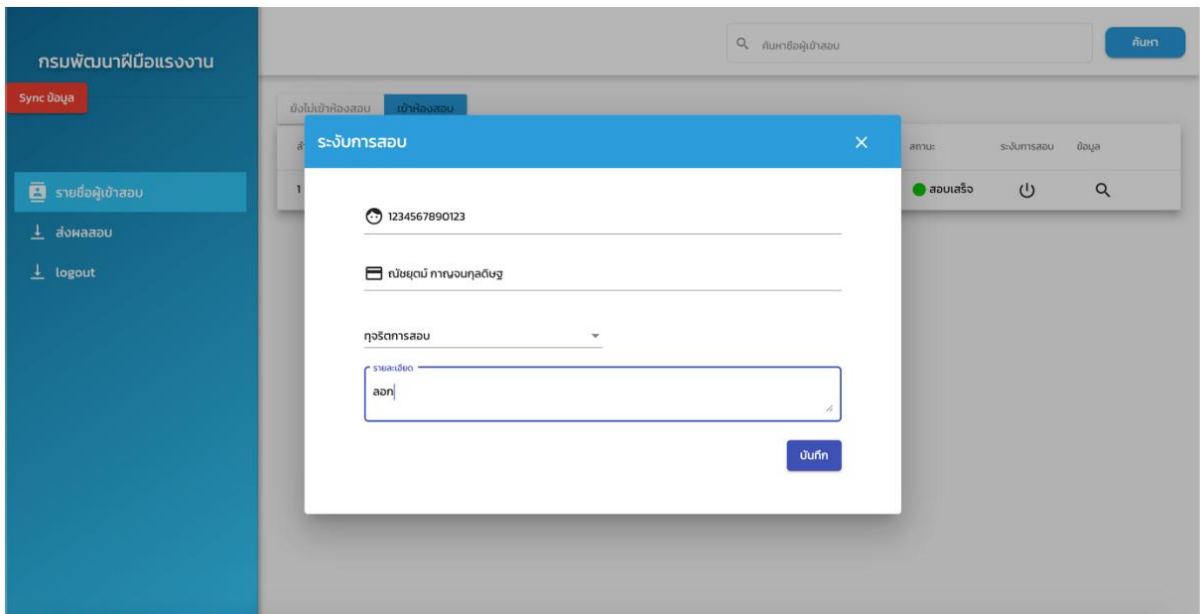 กรมพัฒนาฝีมือแรงงาน
ค้นหาชื่อผู้เข้าสอบ
ค้นหา
Sync ข้อมูล
ยังไม่เข้าห้องสอบ เข้าห้องสอบ
ระงับการสอบ
สถานะ ระงับการสอบ ข้อมูล
รายชื่อผู้เข้าสอบ
1 สอบเสร็จ
1234567890123
ส่งผลสอบ
logout
ณัชยุตม์ กาญจนกุลดิษฐ
ทุจริตการสอบ
รายละเอียด
ลอก
บันทึก